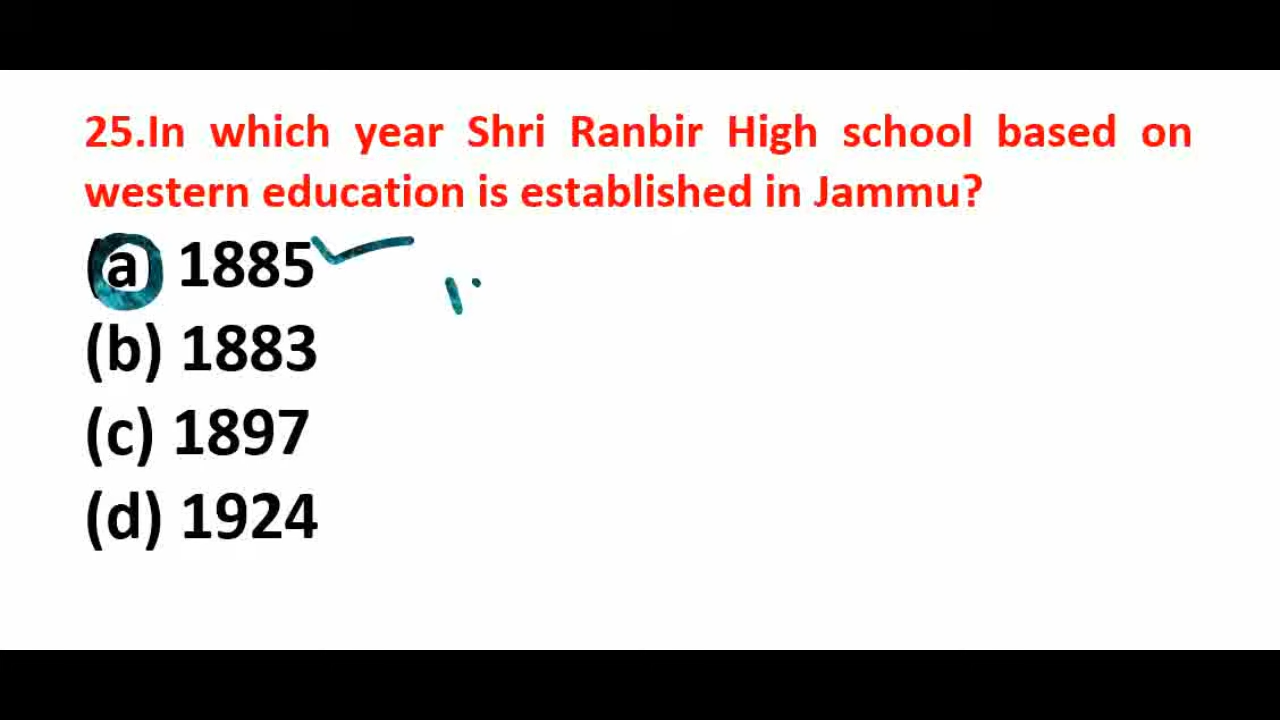 25.In which year Shri Ranbir High school based on
western education is established in Jammu?
(a) 1885
(b) 1883
(c) 1897
(d) 1924